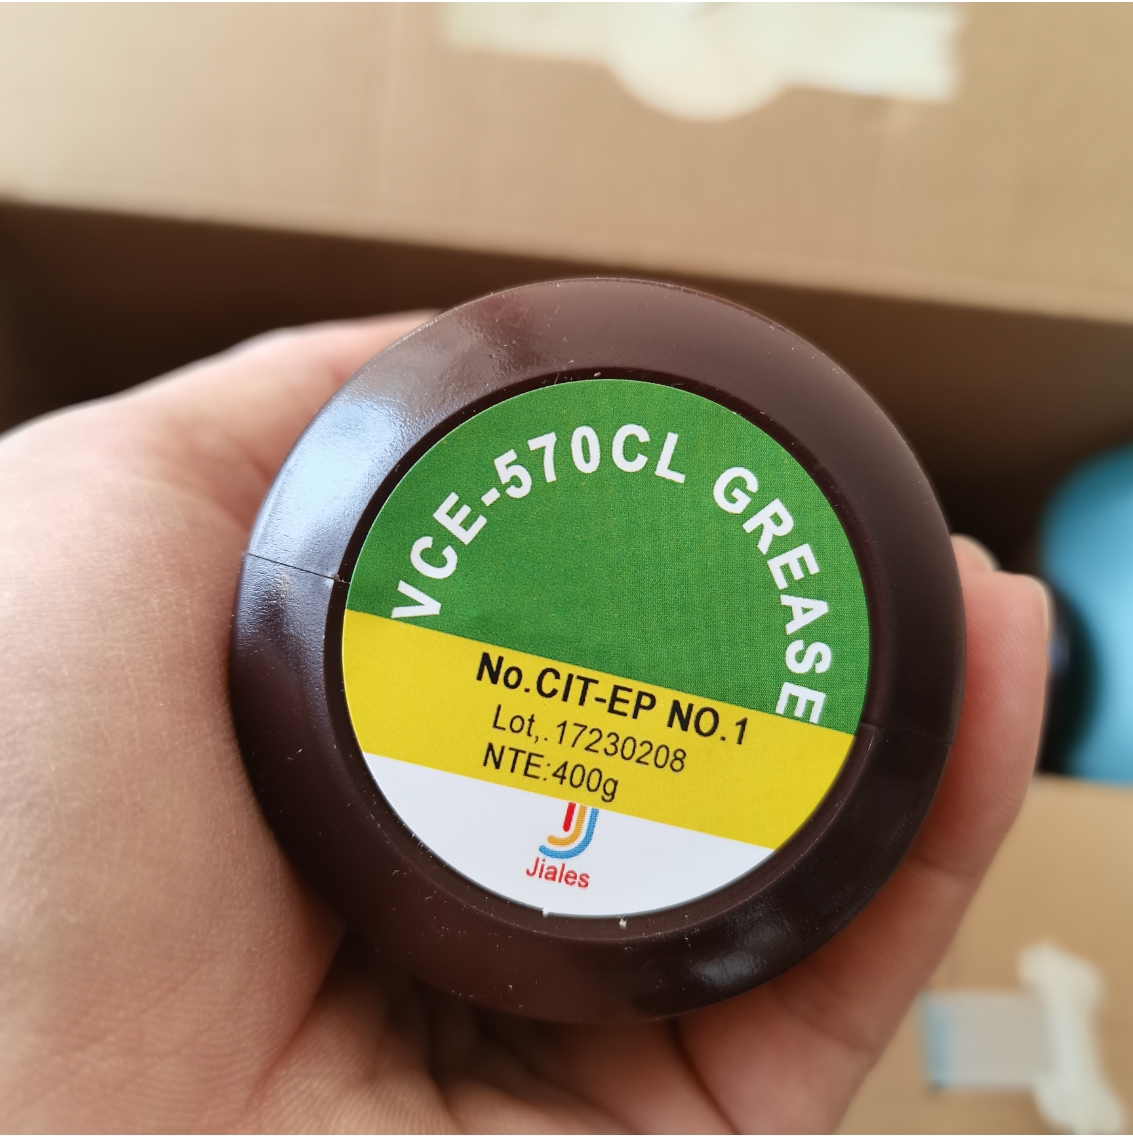 VCE-570CL GREASE
No.CIT-EP NO.1
Lot,.17230208
NTE:400g
Jiales